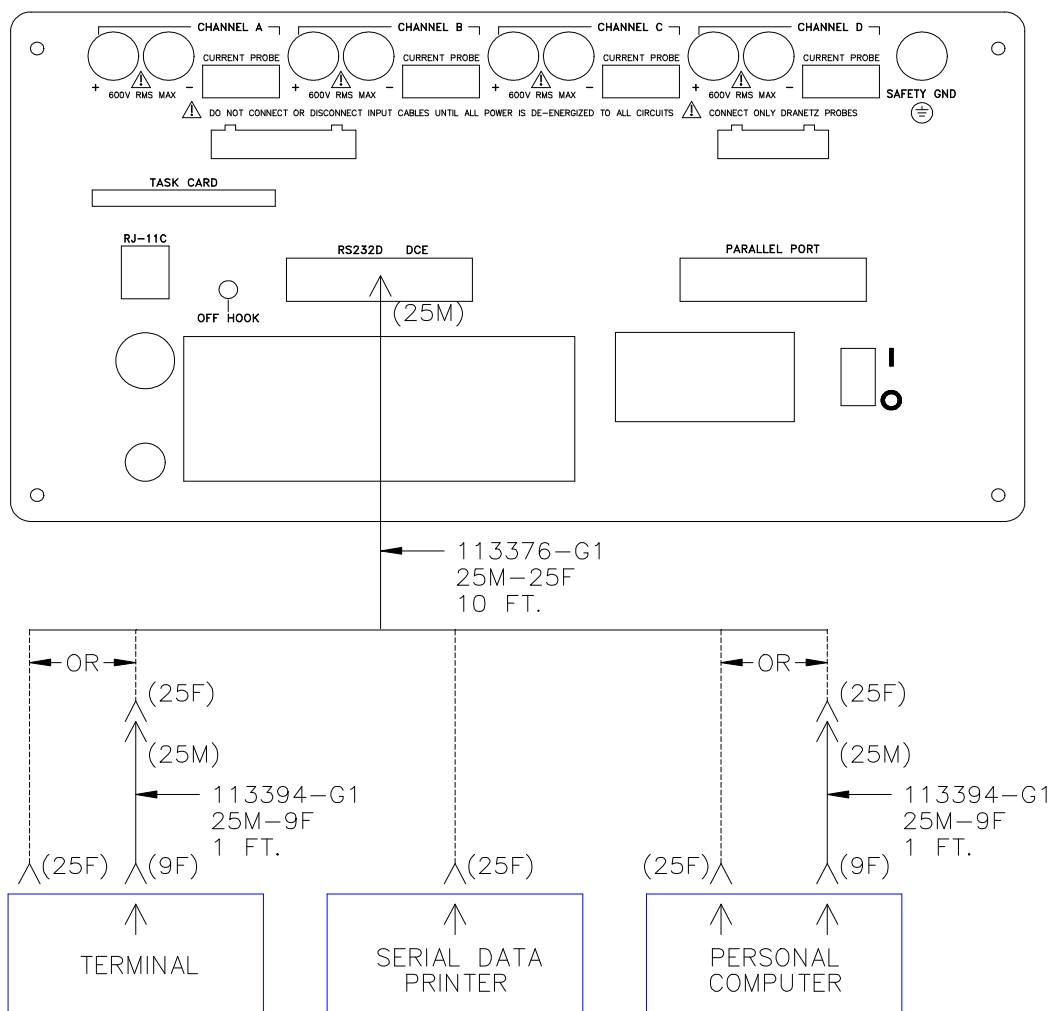 CHANNEL A
CHANNEL B
CHANNEL C
CHANNEL D
CURRENT PROBE
CURRENT PROBE
CURRENT PROBE
CURRENT PROBE
+ 600V RMS MAX −
+ 600V RMS MAX −
+ 600V RMS MAX −
+ 600V RMS MAX −
SAFETY GND
DO NOT CONNECT OR DISCONNECT INPUT CABLES UNTIL ALL POWER IS DE-ENERGIZED TO ALL CIRCUITS
CONNECT ONLY DRANETZ PROBES
TASK CARD
RJ-11C
OFF HOOK
RS232D DCE
PARALLEL PORT
(25M)
113376-G1
25M-25F
10 FT.
OR
(25F)
(25M)
113394-G1
25M-9F
1 FT.
(25F)
(9F)
TERMINAL
(25F)
SERIAL DATA
PRINTER
OR
(25F)
(25M)
113394-G1
25M-9F
1 FT.
(25F)
(9F)
PERSONAL
COMPUTER